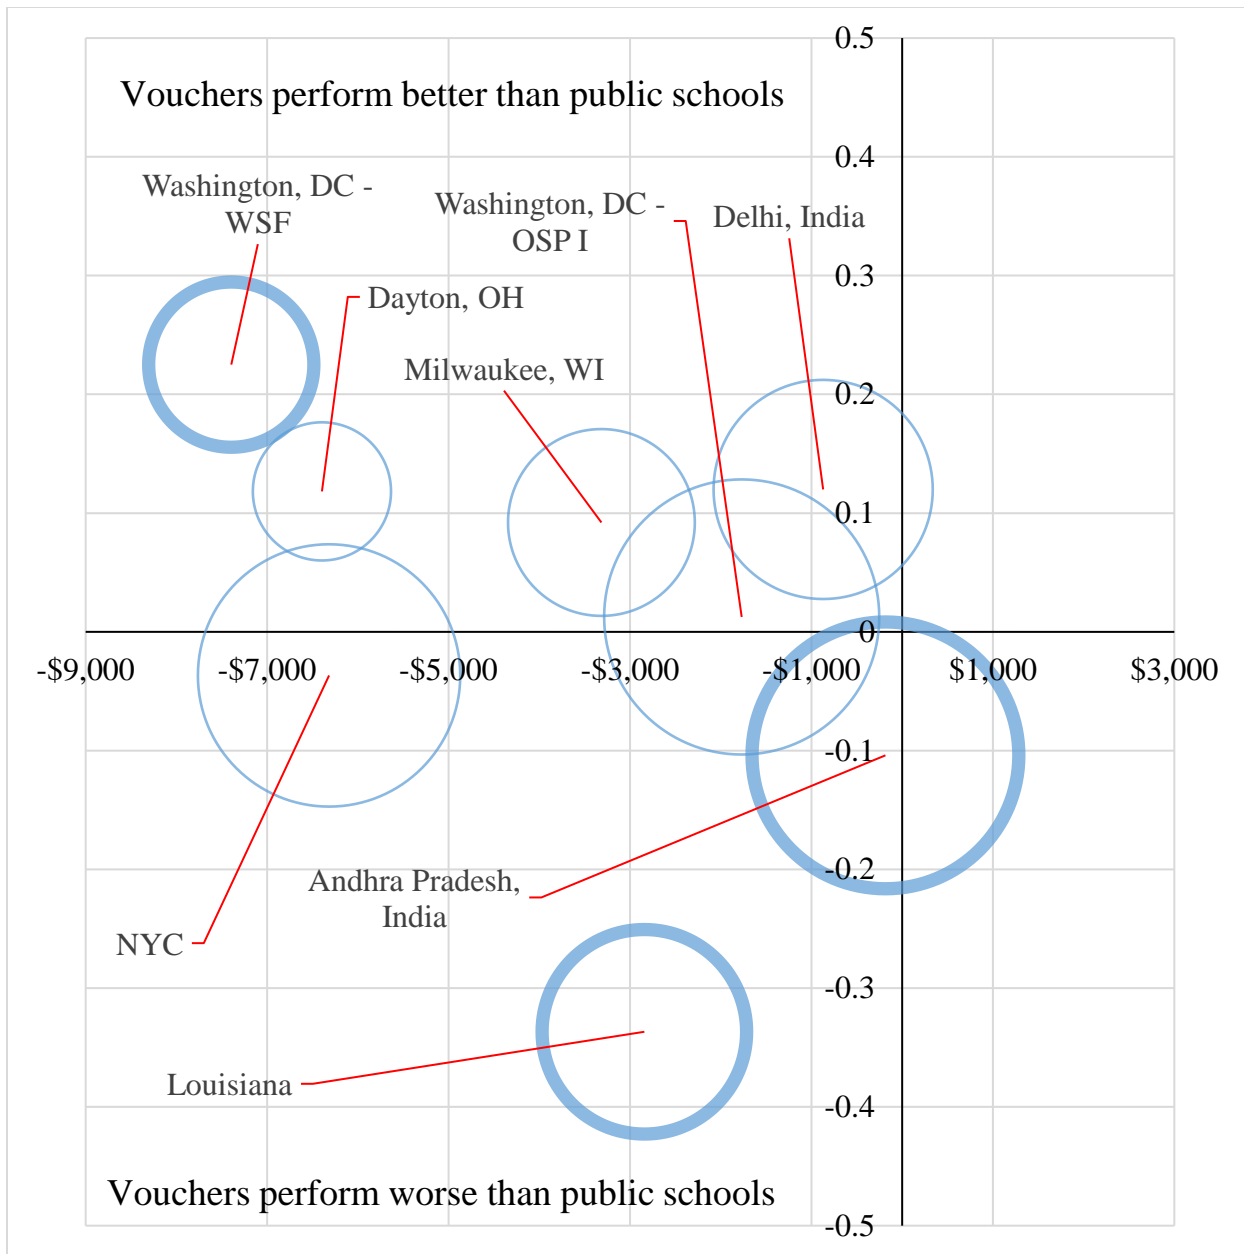 0.5
Vouchers perform better than public schools
0.4
Washington, DC -
WSF
Washington, DC -
OSP I
Delhi, India
0.3
Dayton, OH
Milwaukee, WI
0.2
0.1
0
-$9,000
-$7,000
-$5,000
-$3,000
-$1,000
$1,000
$3,000
-0.1
-0.2
Andhra Pradesh,
India
NYC
-0.3
Louisiana
-0.4
Vouchers perform worse than public schools
-0.5